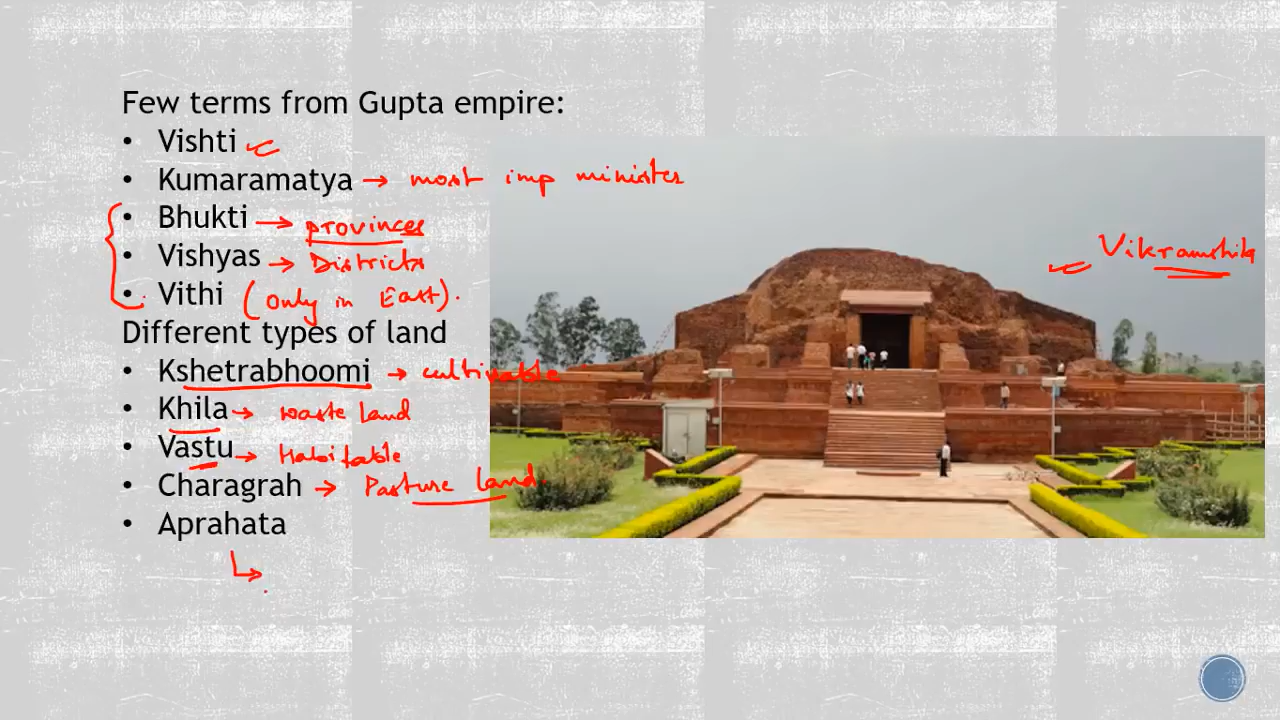 Few terms from Gupta empire:
• Vishti
• Kumaramatya → most imp minister
• Bhukti → provinces
• Vishyas → Districts
• Vithi (only in East).
Different types of land
• Kshetrabhoomi → cultivable
• Khila → waste land
• Vastu → Habitable
• Charagrah → Pasture land.
• Aprahata
Vikramshila